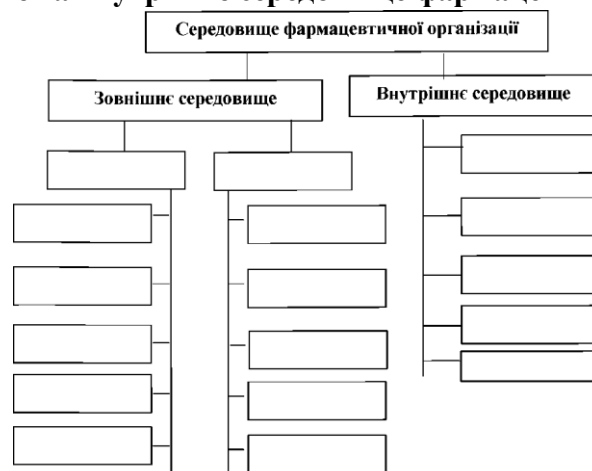 Середовище фармацевтичної організації
Зовнішнє середовище
Внутрішнє середовище